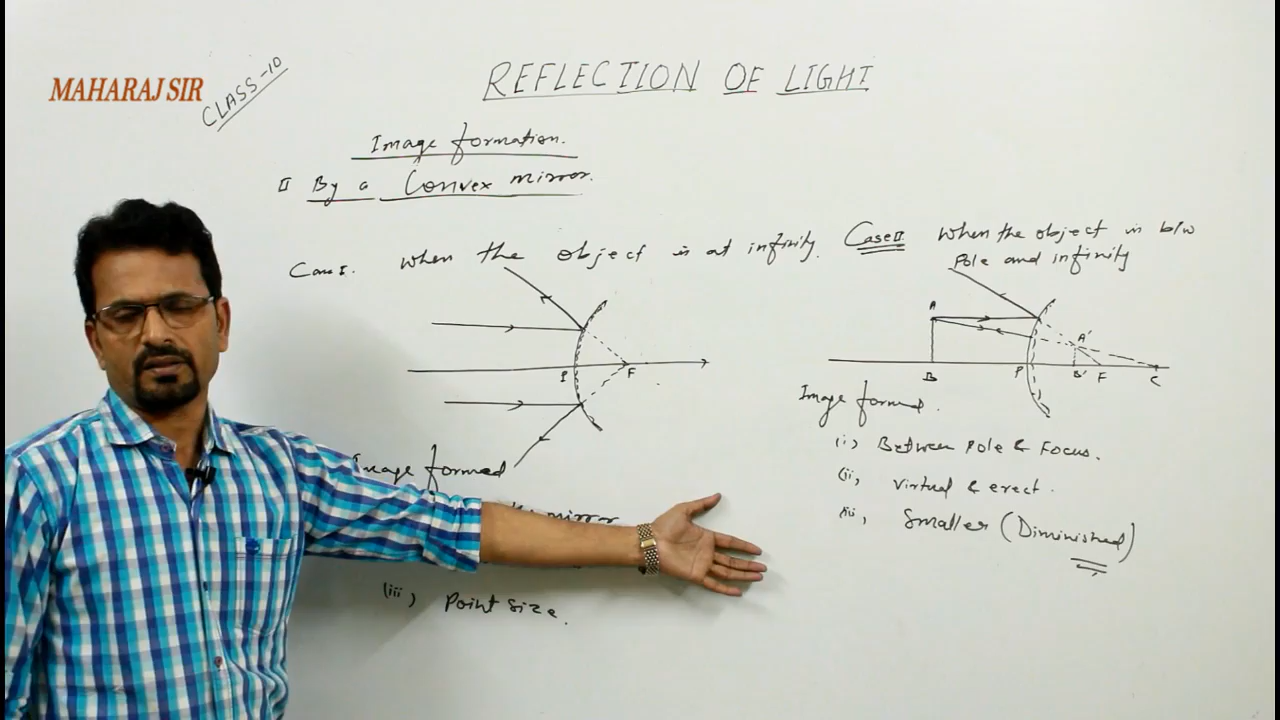 MAHARAJ SIR
CLASS-10
REFLECTION OF LIGHT
Image formation.
II By a Convex mirror.
Case I. When the object is at infinity.
P F
Image formed
mirror
(iii) Point size.
Case II When the object is b/w
Pole and infinity
A A'
B P B' F C
Image formed.
(i) Between Pole & Focus.
(ii) Virtual & erect.
(iii) Smaller (Diminished)